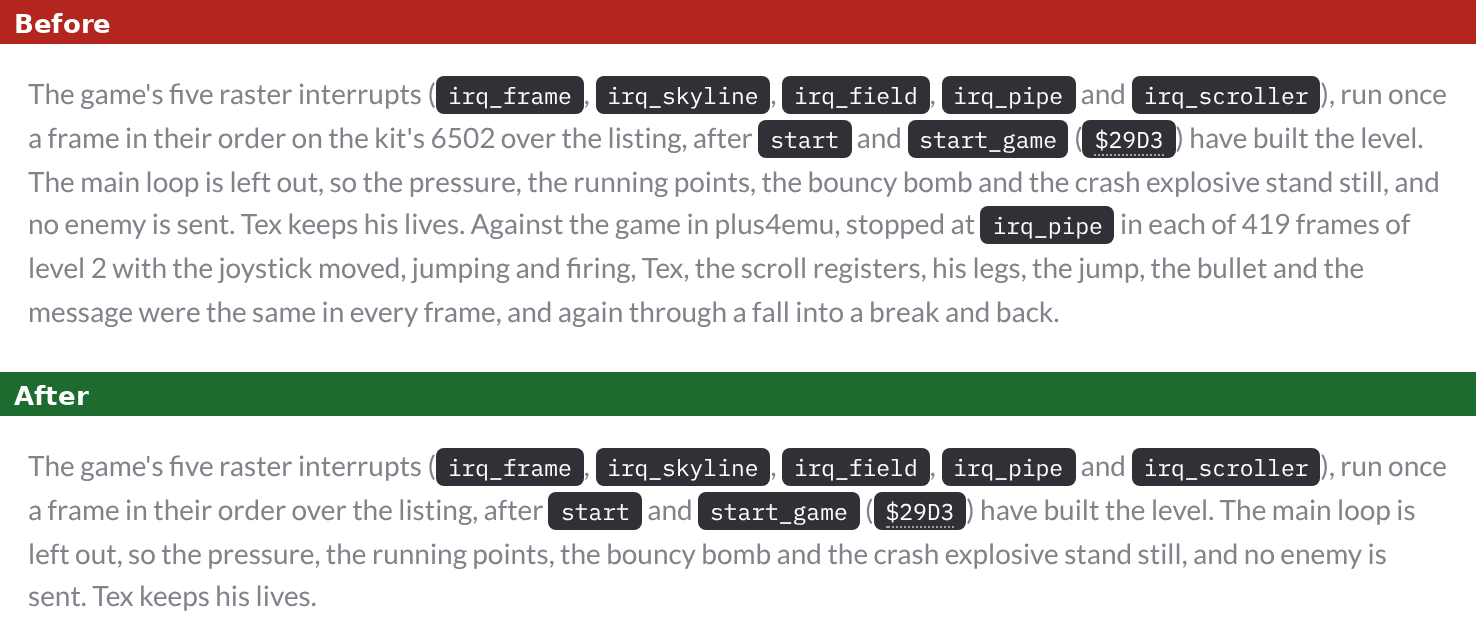 Before
The game's five raster interrupts (irq_frame, irq_skyline, irq_field, irq_pipe and irq_scroller), run once
a frame in their order on the kit's 6502 over the listing, after start and start_game ($29D3) have built the level.
The main loop is left out, so the pressure, the running points, the bouncy bomb and the crash explosive stand still, and
no enemy is sent. Tex keeps his lives. Against the game in plus4emu, stopped at irq_pipe in each of 419 frames of
level 2 with the joystick moved, jumping and firing, Tex, the scroll registers, his legs, the jump, the bullet and the
message were the same in every frame, and again through a fall into a break and back.
After
The game's five raster interrupts (irq_frame, irq_skyline, irq_field, irq_pipe and irq_scroller), run once
a frame in their order over the listing, after start and start_game ($29D3) have built the level. The main loop is
left out, so the pressure, the running points, the bouncy bomb and the crash explosive stand still, and no enemy is
sent. Tex keeps his lives.